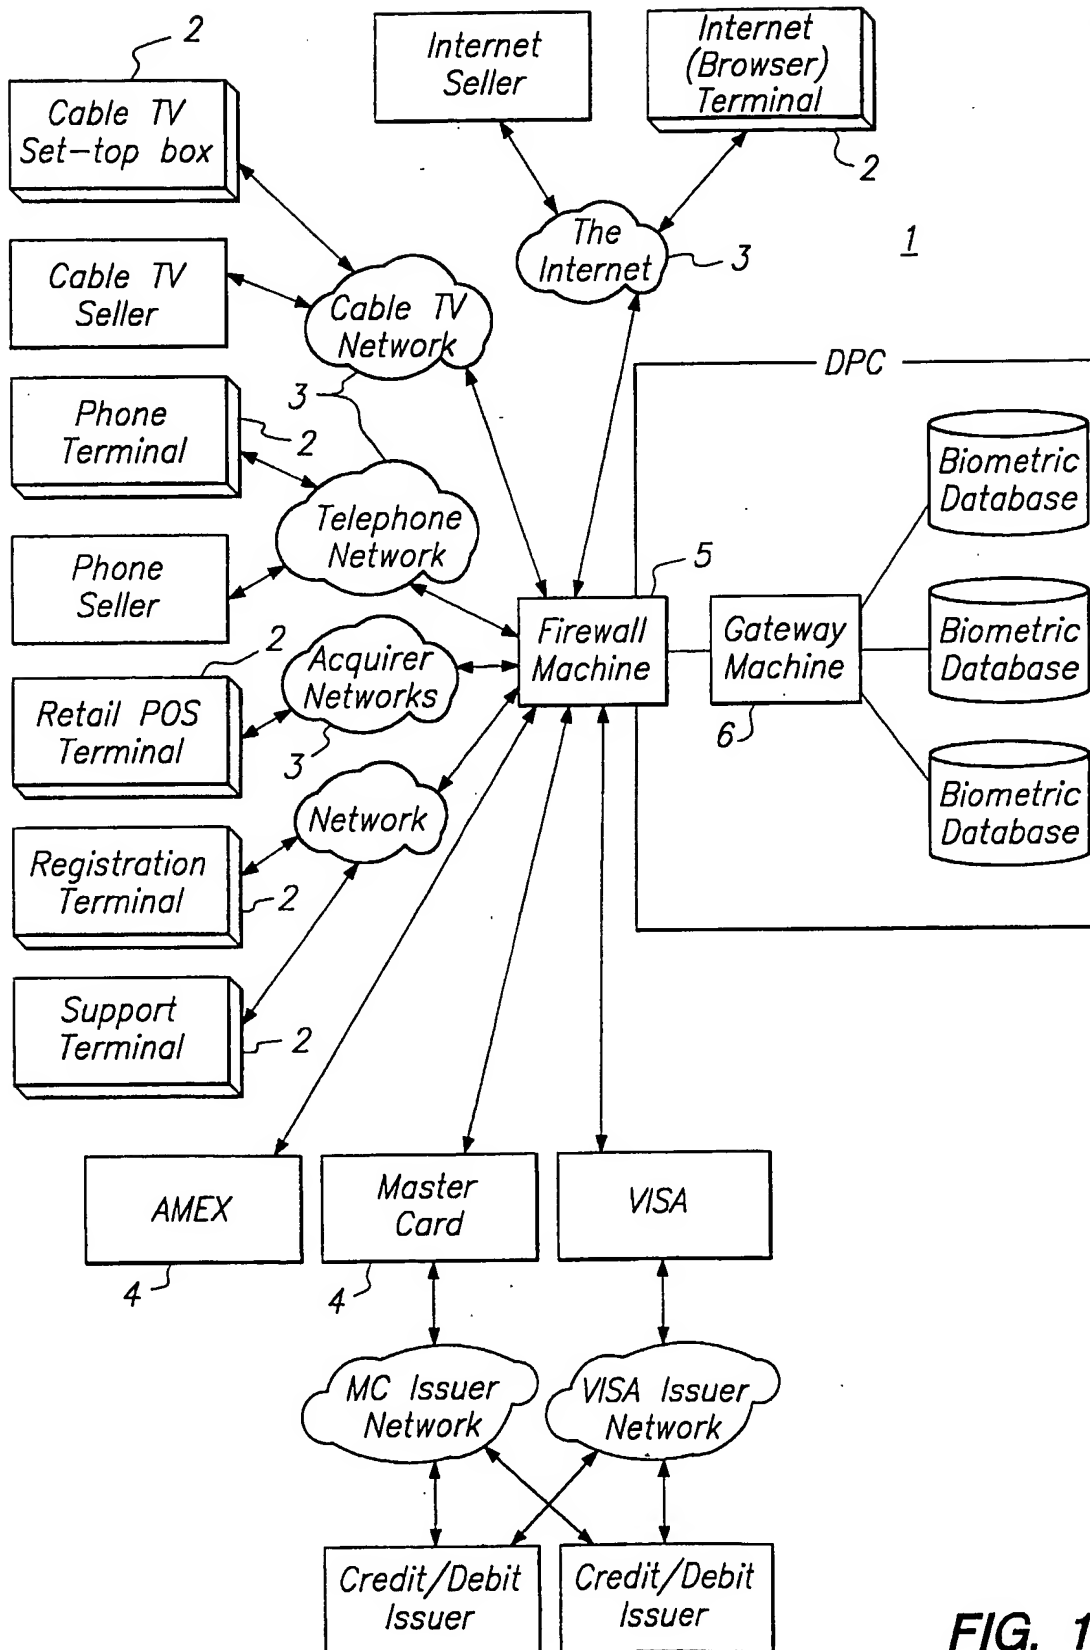 2
Cable TV
Set-top box
Internet
Seller
Internet
(Browser)
Terminal
2
The
Internet
3
1
Cable TV
Seller
Cable TV
Network
3
DPC
Phone
Terminal
2
Telephone
Network
Phone
Seller
Biometric
Database
5
Firewall
Machine
Gateway
Machine
6
Biometric
Database
Biometric
Database
2
Retail POS
Terminal
Acquirer
Networks
3
Network
Registration
Terminal
2
Support
Terminal
2
AMEX
4
Master
Card
4
VISA
MC Issuer
Network
VISA Issuer
Network
Credit/Debit
Issuer
Credit/Debit
Issuer
FIG. 1